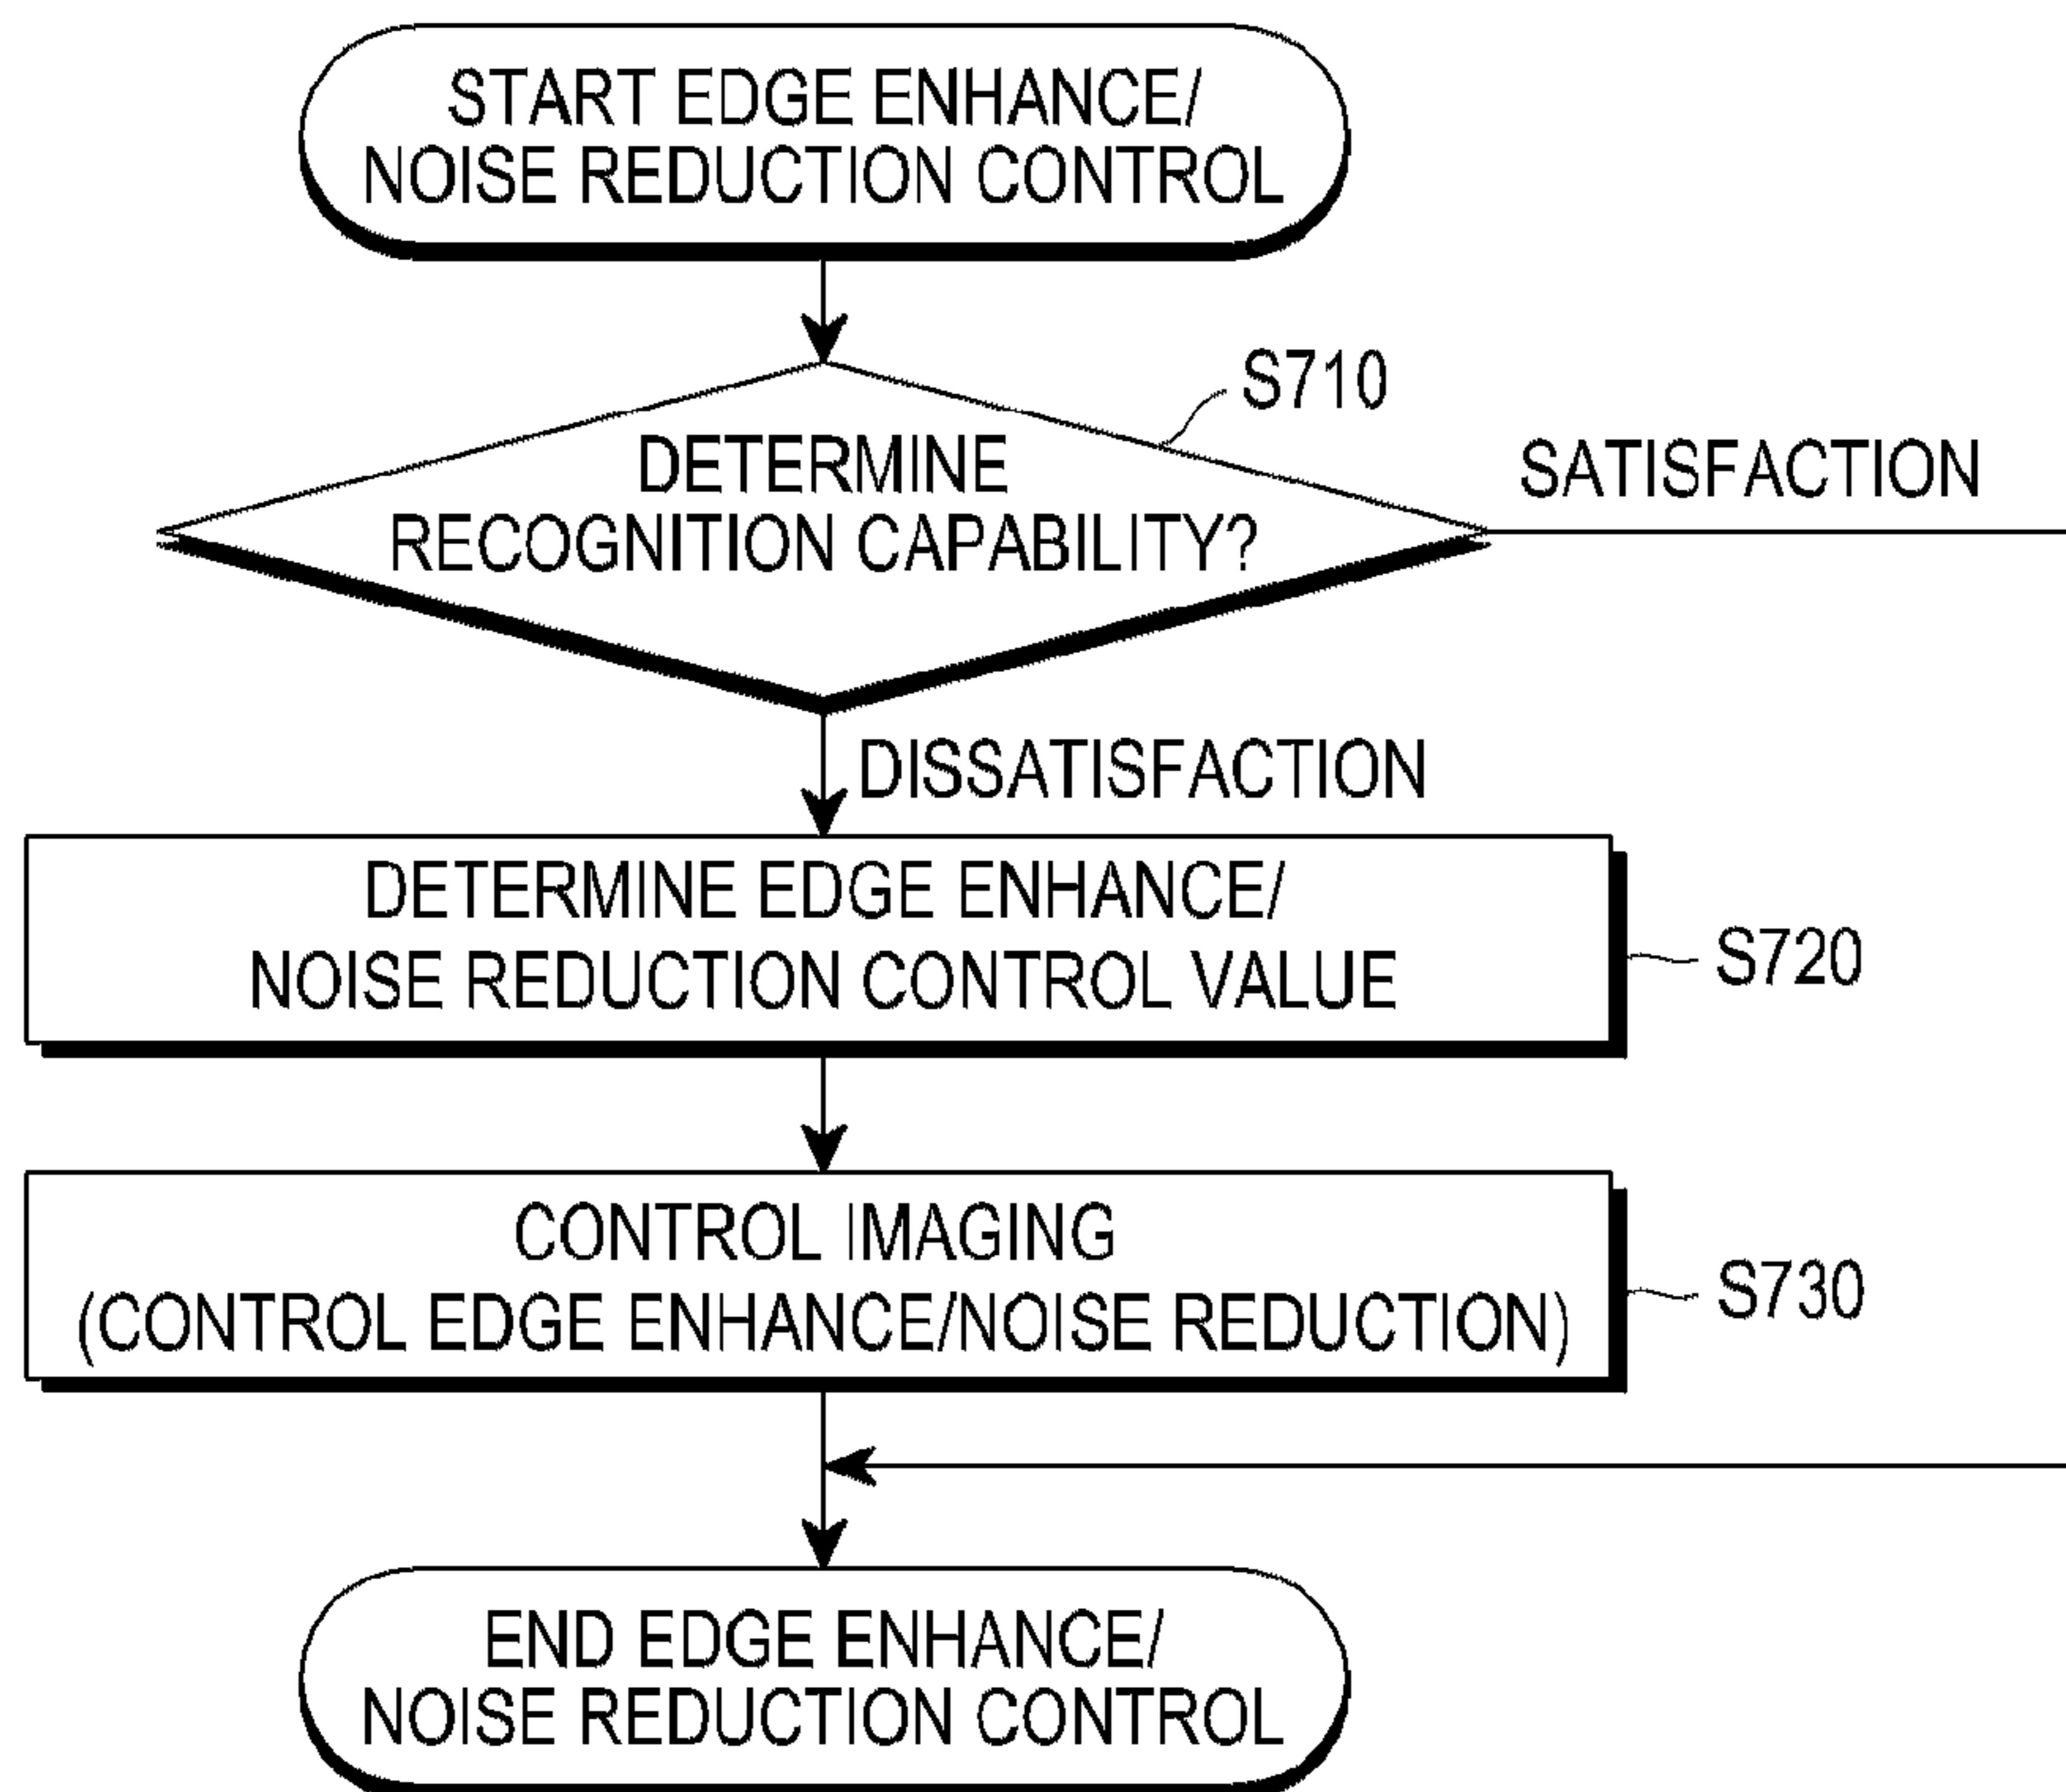 START EDGE ENHANCE/
NOISE REDUCTION CONTROL
S710
DETERMINE
RECOGNITION CAPABILITY?
SATISFACTION
DISSATISFACTION
DETERMINE EDGE ENHANCE/
NOISE REDUCTION CONTROL VALUE
S720
CONTROL IMAGING
(CONTROL EDGE ENHANCE/NOISE REDUCTION)
S730
END EDGE ENHANCE/
NOISE REDUCTION CONTROL